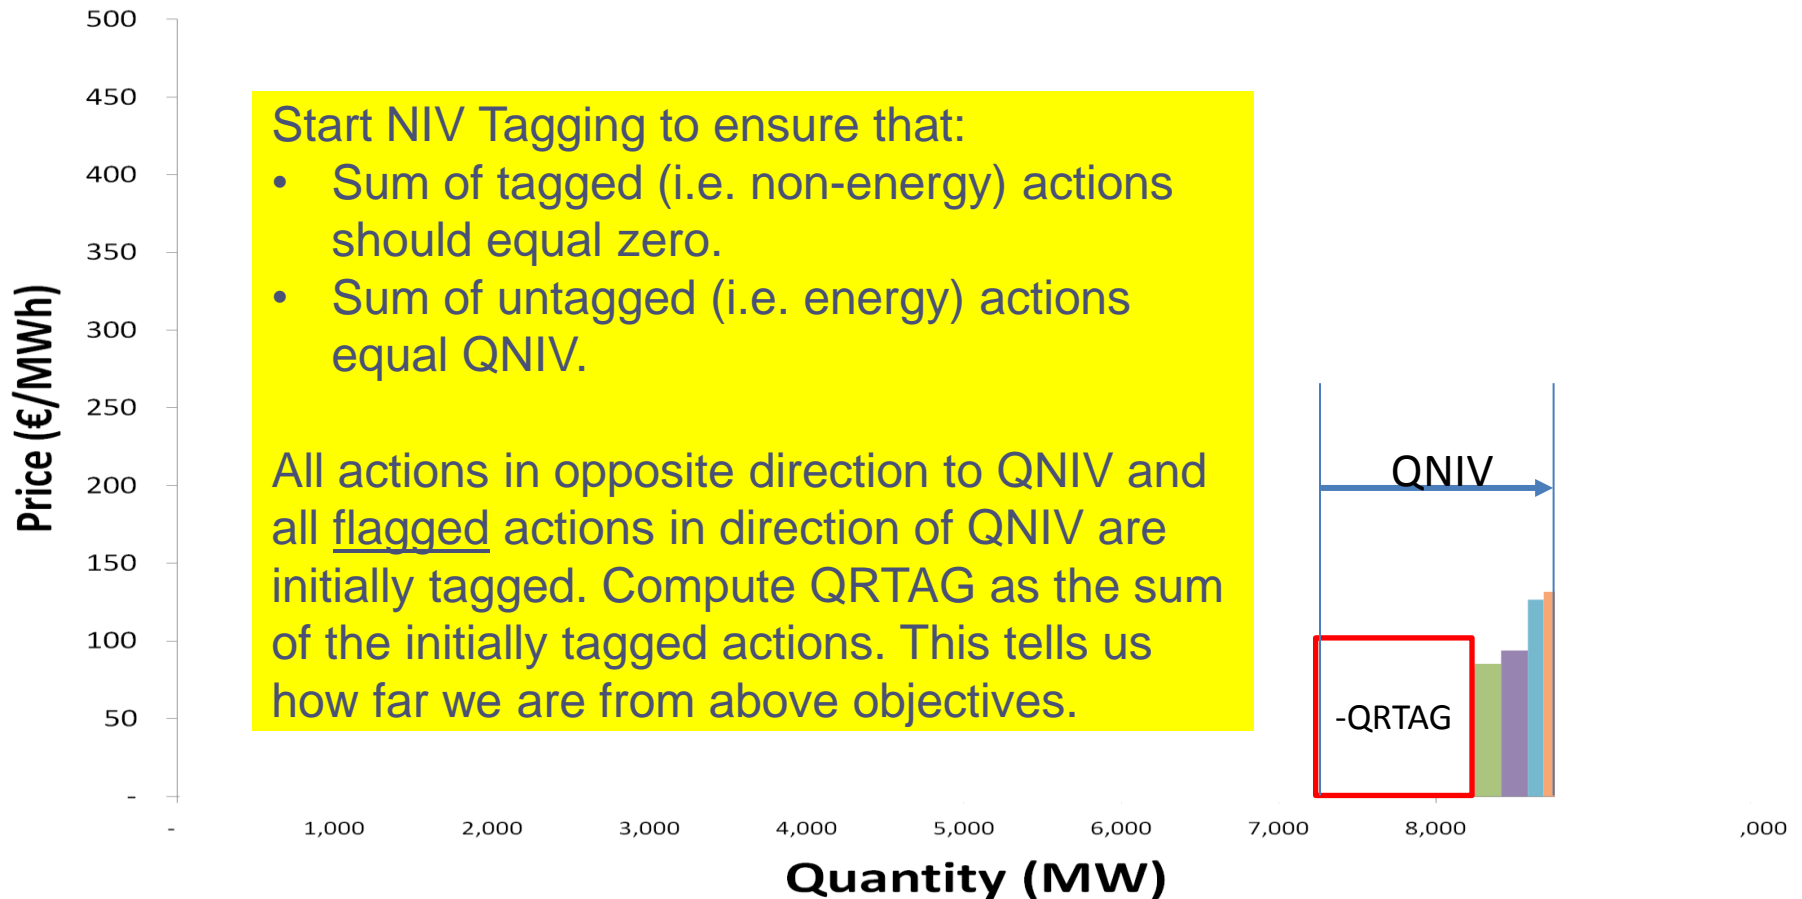 500
450
400
350
300
250
200
150
100
50
-
Price (€/MWh)
Start NIV Tagging to ensure that:
• Sum of tagged (i.e. non-energy) actions
should equal zero.
• Sum of untagged (i.e. energy) actions
equal QNIV.
All actions in opposite direction to QNIV and
all flagged actions in direction of QNIV are
initially tagged. Compute QRTAG as the sum
of the initially tagged actions. This tells us
how far we are from above objectives.
QNIV
-QRTAG
- 1,000 2,000 3,000 4,000 5,000 6,000 7,000 8,000 ,000
Quantity (MW)